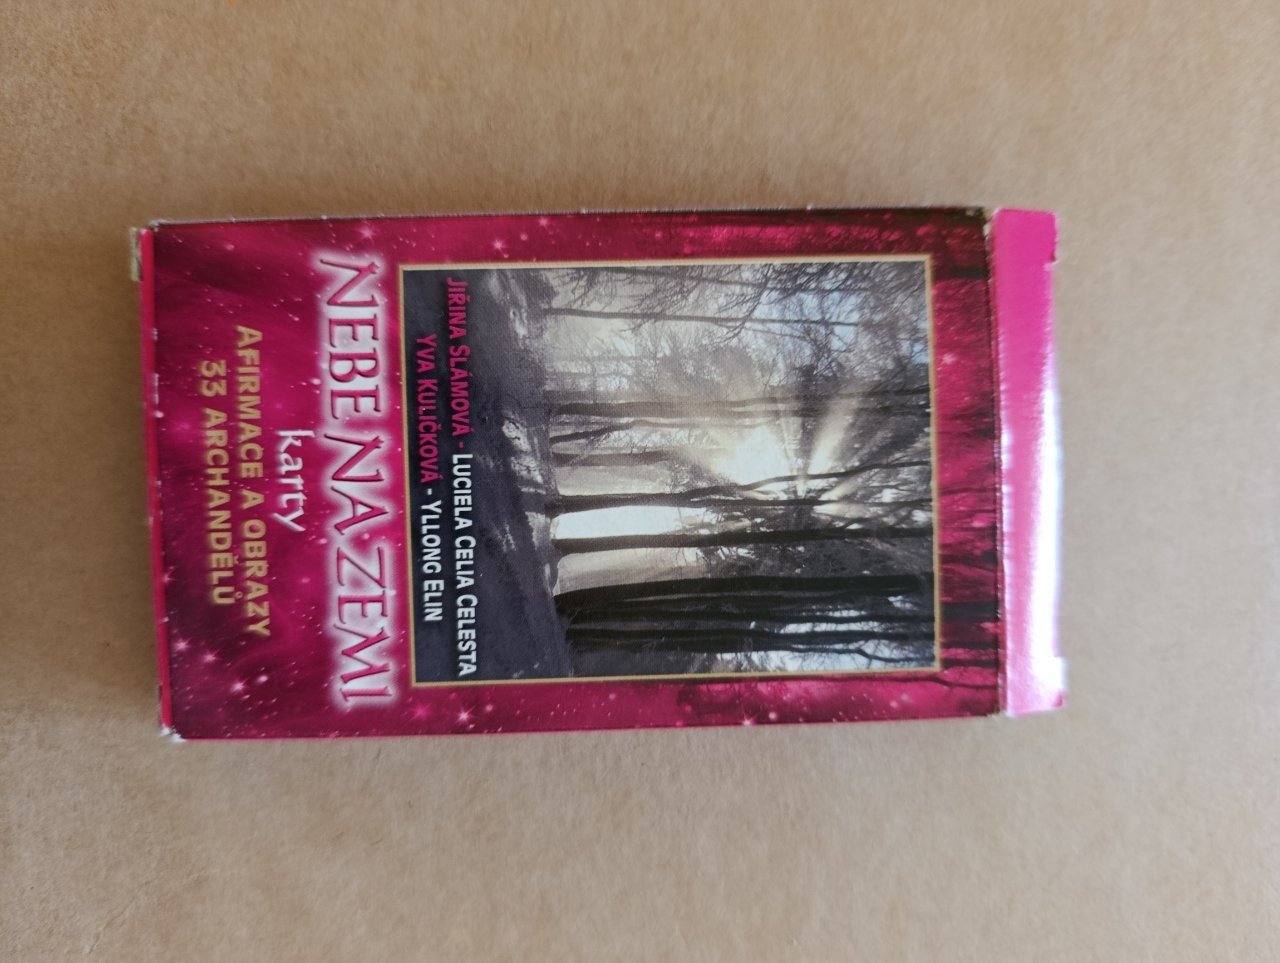 JIŘINA SLÁMOVÁ - LUCIELA CELIA CELESTA
YVA KULIČKOVÁ - YLLONG ELIN
NEBE NA ZEMI
karty
AFIRMACE A OBRAZY
33 ARCHANDĚLŮ